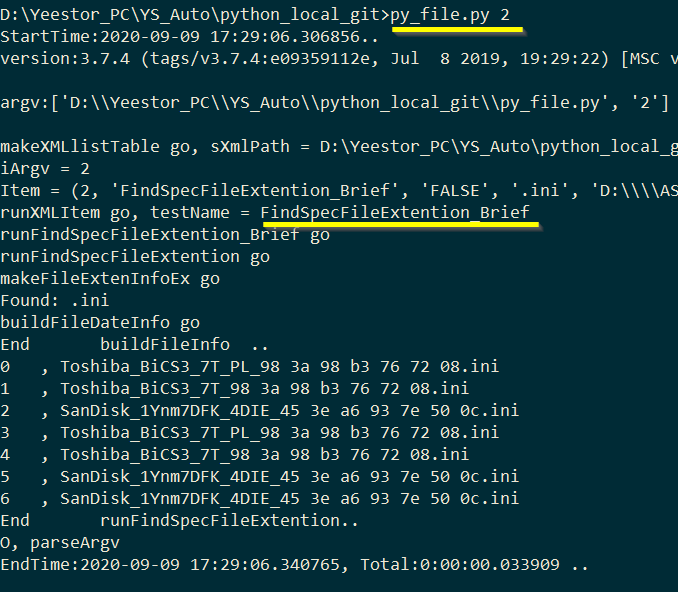 D:\Yeestor_PC\YS_Auto\python_local_git>py_file.py 2
StartTime:2020-09-09 17:29:06.306856..
version:3.7.4 (tags/v3.7.4:e09359112e, Jul  8 2019, 19:29:22) [MSC v
argv:['D:\\Yeestor_PC\\YS_Auto\\python_local_git\\py_file.py', '2']
makeXMLlistTable go, sXmlPath = D:\Yeestor_PC\YS_Auto\python_local_g
iArgv = 2
Item = (2, 'FindSpecFileExtention_Brief', 'FALSE', '.ini', 'D:\\\\AS
runXMLItem go, testName = FindSpecFileExtention_Brief
runFindSpecFileExtention_Brief go
runFindSpecFileExtention go
makeFileExtenInfoEx go
Found: .ini
buildFileDateInfo go
End       buildFileInfo  ..
0   , Toshiba_BiCS3_7T_PL_98 3a 98 b3 76 72 08.ini
1   , Toshiba_BiCS3_7T_98 3a 98 b3 76 72 08.ini
2   , SanDisk_1Ynm7DFK_4DIE_45 3e a6 93 7e 50 0c.ini
3   , Toshiba_BiCS3_7T_PL_98 3a 98 b3 76 72 08.ini
4   , Toshiba_BiCS3_7T_98 3a 98 b3 76 72 08.ini
5   , SanDisk_1Ynm7DFK_4DIE_45 3e a6 93 7e 50 0c.ini
6   , SanDisk_1Ynm7DFK_4DIE_45 3e a6 93 7e 50 0c.ini
End       runFindSpecFileExtention..
O, parseArgv
EndTime:2020-09-09 17:29:06.340765, Total:0:00:00.033909 ..